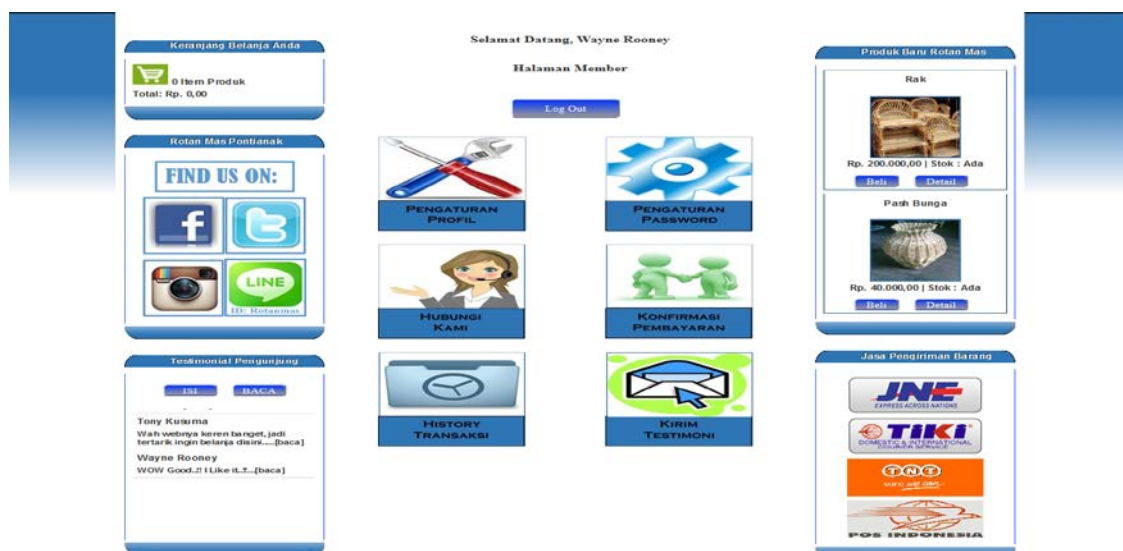 Keranjang Belanja Anda
0 Item Produk
Total: Rp. 0,00
Rotan Mas Pontianak
FIND US ON:
LINE
ID: Rotanmas
Testimonial Pengunjung
ISI
BACA
Tony Kusuma
Wah webnya keren banget, jadi
tertarik ingin belanja disini.....[baca]
Wayne Rooney
WOW Good..!! I Like it..!!....[baca]
Selamat Datang, Wayne Rooney
Halaman Member
Log Out
PENGATURAN
PROFIL
PENGATURAN
PASSWORD
HUBUNGI
KAMI
KONFIRMASI
PEMBAYARAN
HISTORY
TRANSAKSI
KIRIM
TESTIMONI
Produk Baru Rotan Mas
Rak
Rp. 200.000,00 | Stok : Ada
Beli
Detail
Pash Bunga
Rp. 40.000,00 | Stok : Ada
Beli
Detail
Jasa Pengiriman Barang
JNE
EXPRESS ACROSS NATIONS
TIKI
DOMESTIC & INTERNATIONAL
COURIER SERVICE
TNT
sure we can
POS INDONESIA